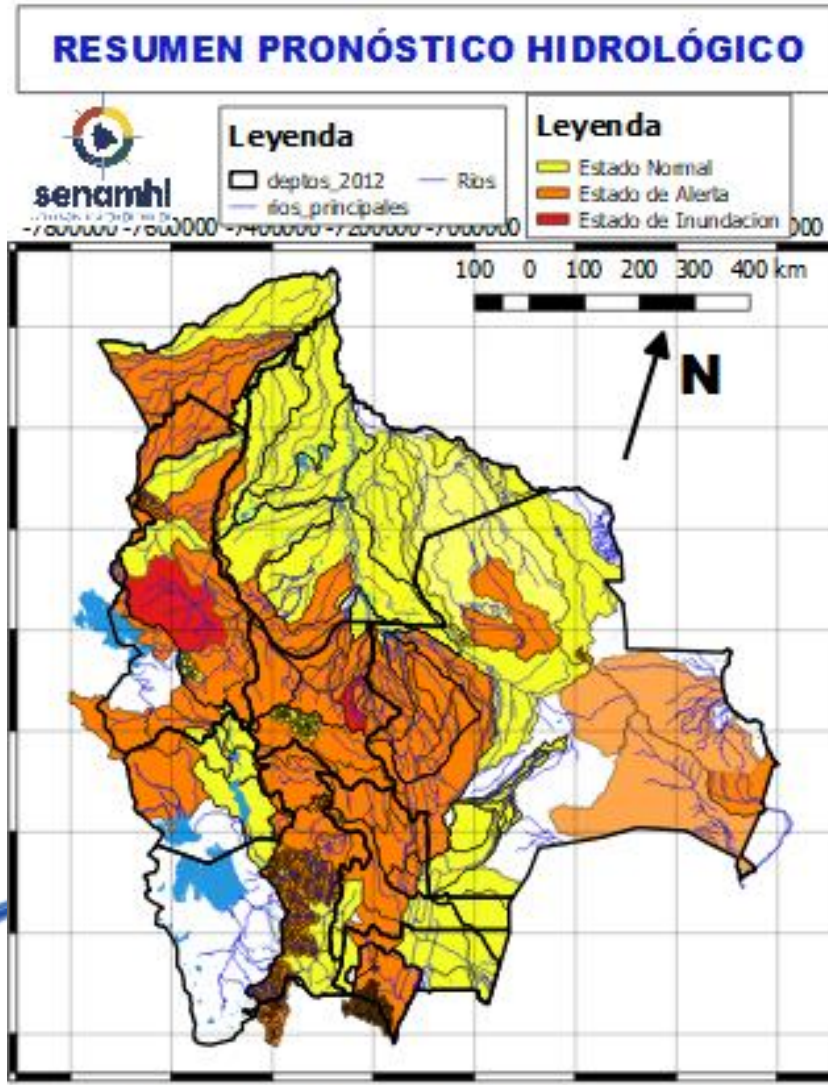 RESUMEN PRONÓSTICO HIDROLÓGICO
senamhi
Leyenda
deptos_2012
Rios
rios_principales
Leyenda
Estado Normal
Estado de Alerta
Estado de Inundacion
-7800000 -7600000 -7400000 -7200000 -7000000
100 0 100 200 300 400 km
N